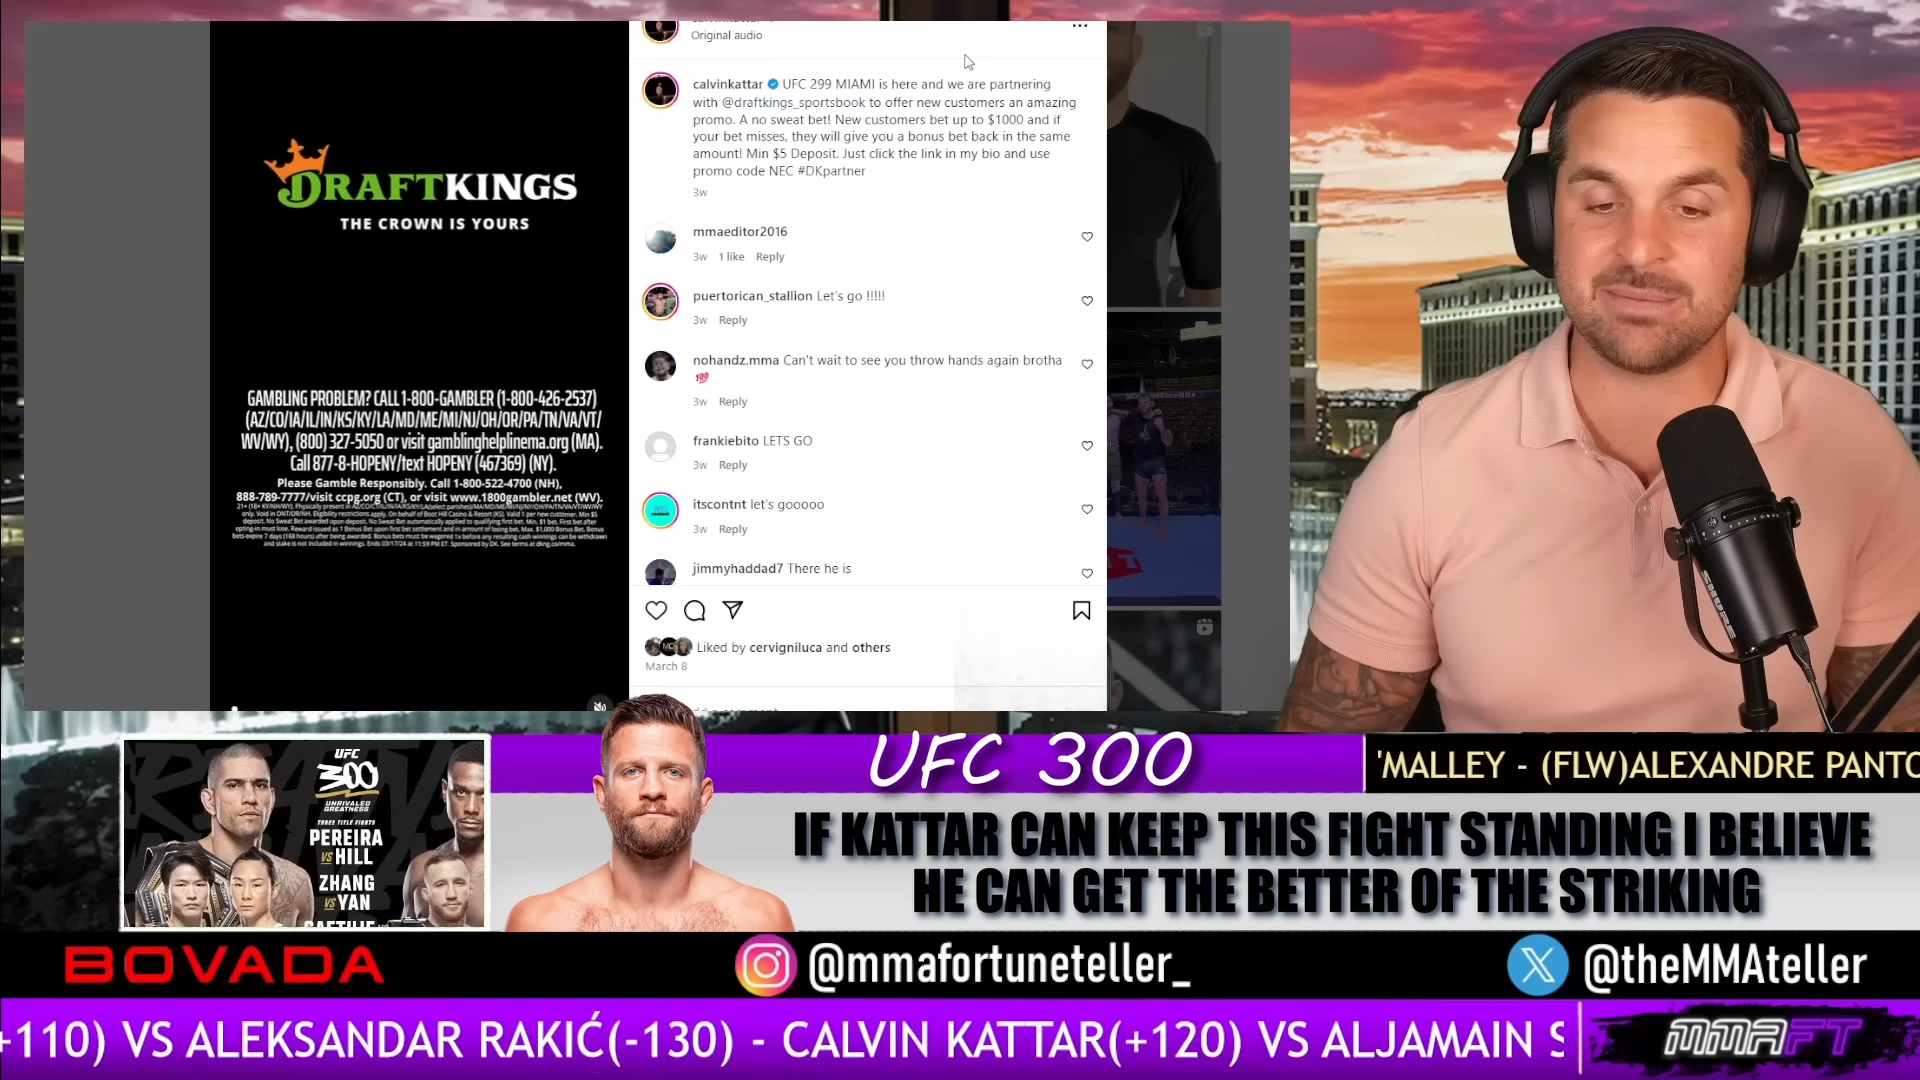 Original audio
calvinkattar UFC 299 MIAMI is here and we are partnering
with @draftkings_sportsbook to offer new customers an amazing
promo. A no sweat bet! New customers bet up to $1000 and if
your bet misses, they will give you a bonus bet back in the same
amount! Min $5 Deposit. Just click the link in my bio and use
promo code NEC #DKpartner
3w
mmaeditor2016
3w 1 like Reply
puertorican_stallion Let's go !!!!!
3w Reply
nohandz.mma Can't wait to see you throw hands again brotha
💯
3w Reply
frankiebito LETS GO
3w Reply
itscontnt let's gooooo
3w Reply
jimmyhaddad7 There he is
Liked by cervigniluca and others
March 8
DRAFTKINGS
THE CROWN IS YOURS
GAMBLING PROBLEM? CALL 1-800-GAMBLER (1-800-426-2537)
(AZ/CO/IA/IL/IN/KS/KY/LA/MD/ME/MI/NJ/OH/OR/PA/TN/VA/VT/
WV/WY), (800) 327-5050 or visit gamblinghelplinema.org (MA).
Call 877-8-HOPENY/text HOPENY (467369) (NY).
Please Gamble Responsibly. Call 1-800-522-4700 (NH),
888-789-7777/visit ccpg.org (CT), or visit www.1800gambler.net (WV).
SHURE
UFC
300
UNRIVALED
GREATNESS
THREE TITLE FIGHTS
PEREIRA
VS HILL
ZHANG
VS YAN
UFC 300
'MALLEY - (FLW)ALEXANDRE PANTO
IF KATTAR CAN KEEP THIS FIGHT STANDING I BELIEVE
HE CAN GET THE BETTER OF THE STRIKING
BOVADA
@mmafortuneteller_
@theMMAteller
+110) VS ALEKSANDAR RAKIĆ(-130) - CALVIN KATTAR(+120) VS ALJAMAIN S
MMAFT